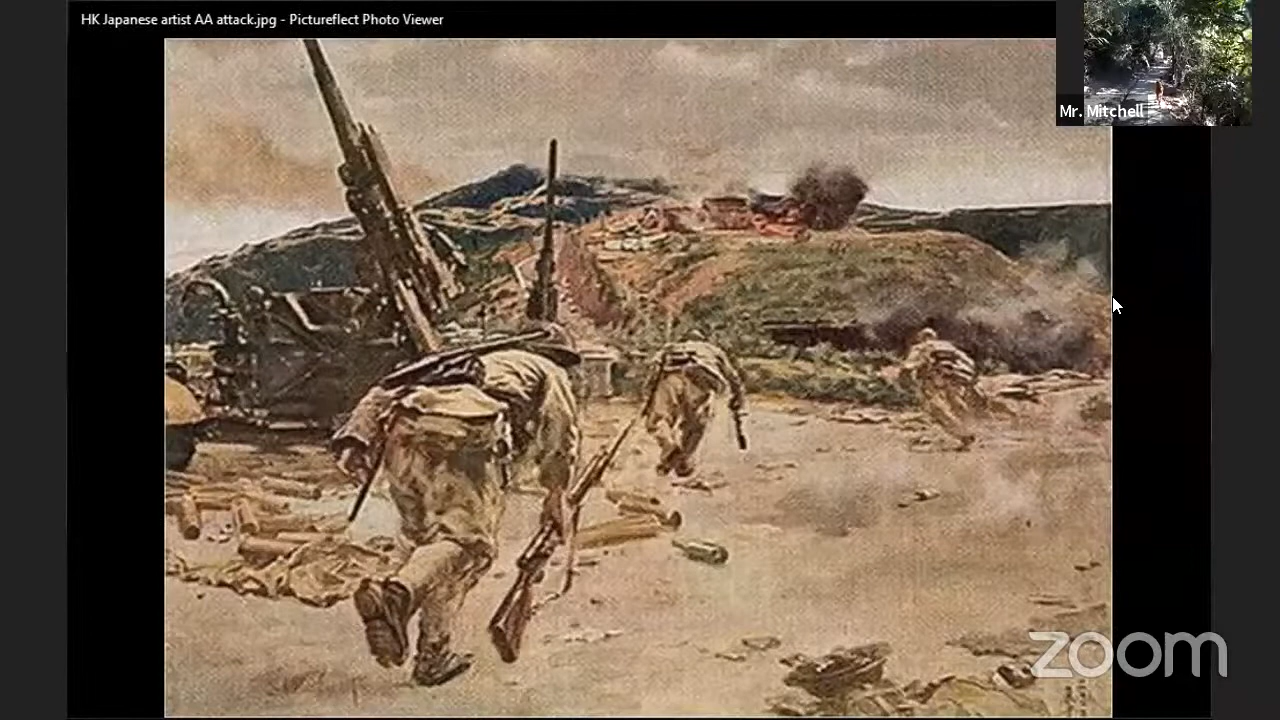 HK Japanese artist AA attack.jpg - Pictureflect Photo Viewer
Mr. Mitchell
zoom